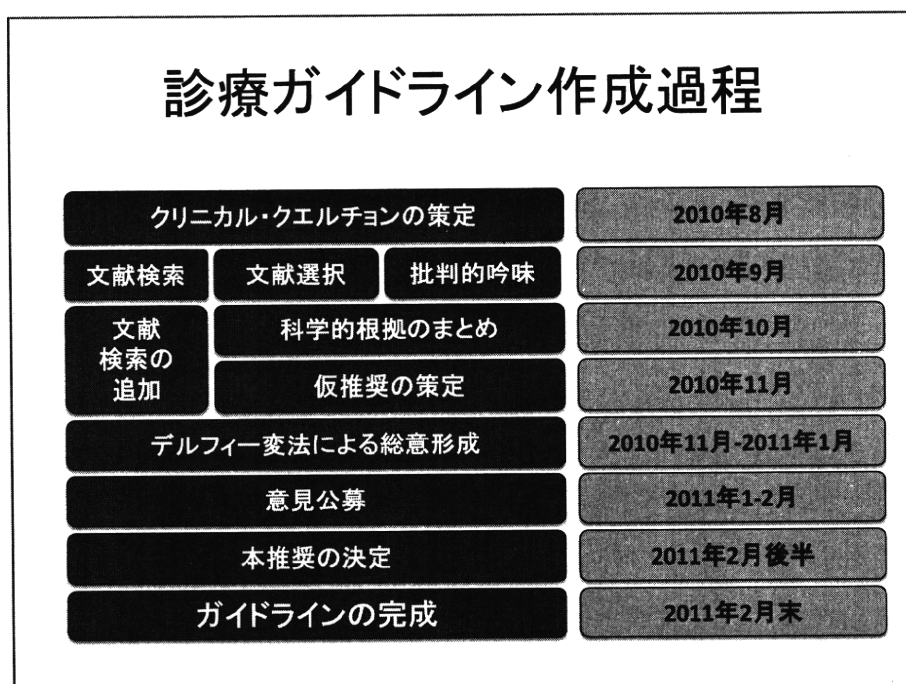 診療ガイドライン作成過程
クリニカル・クエルチョンの策定 2010年8月
文献検索 文献選択 批判的吟味 2010年9月
文献
検索の
追加
科学的根拠のまとめ 2010年10月
仮推奨の策定 2010年11月
デルフィー変法による総意形成 2010年11月-2011年1月
意見公募 2011年1-2月
本推奨の決定 2011年2月後半
ガイドラインの完成 2011年2月末